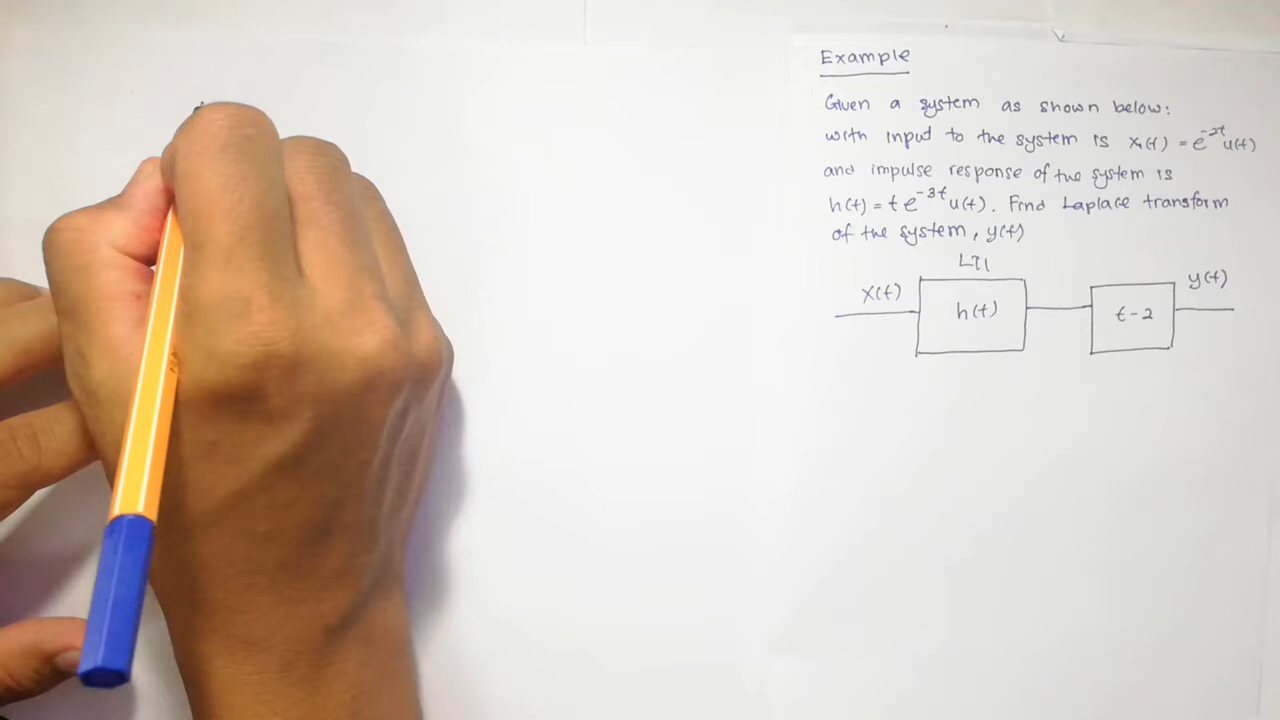 Example
Given a system as shown below:
with input to the system is x(t) = e^-2t u(t)
and impulse response of the system is
h(t) = t e^-3t u(t). Find Laplace transform
of the system, y(t)
LTI
x(t) h(t) t-2 y(t)